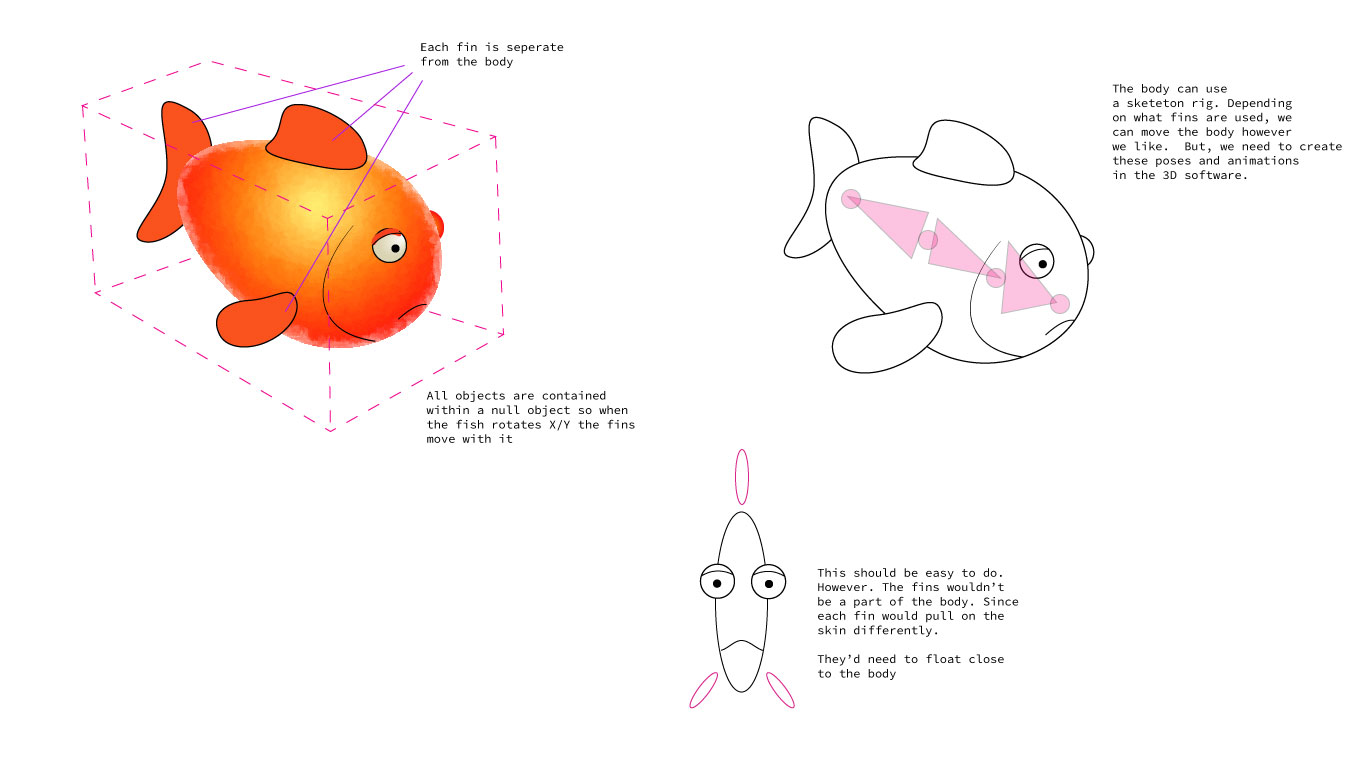 Each fin is seperate
from the body
The body can use
a sketeton rig. Depending
on what fins are used, we
can move the body however
we like.  But, we need to create
these poses and animations
in the 3D software.
All objects are contained
within a null object so when
the fish rotates X/Y the fins
move with it
This should be easy to do.
However. The fins wouldn’t
be a part of the body. Since
each fin would pull on the
skin differently.
They’d need to float close
to the body